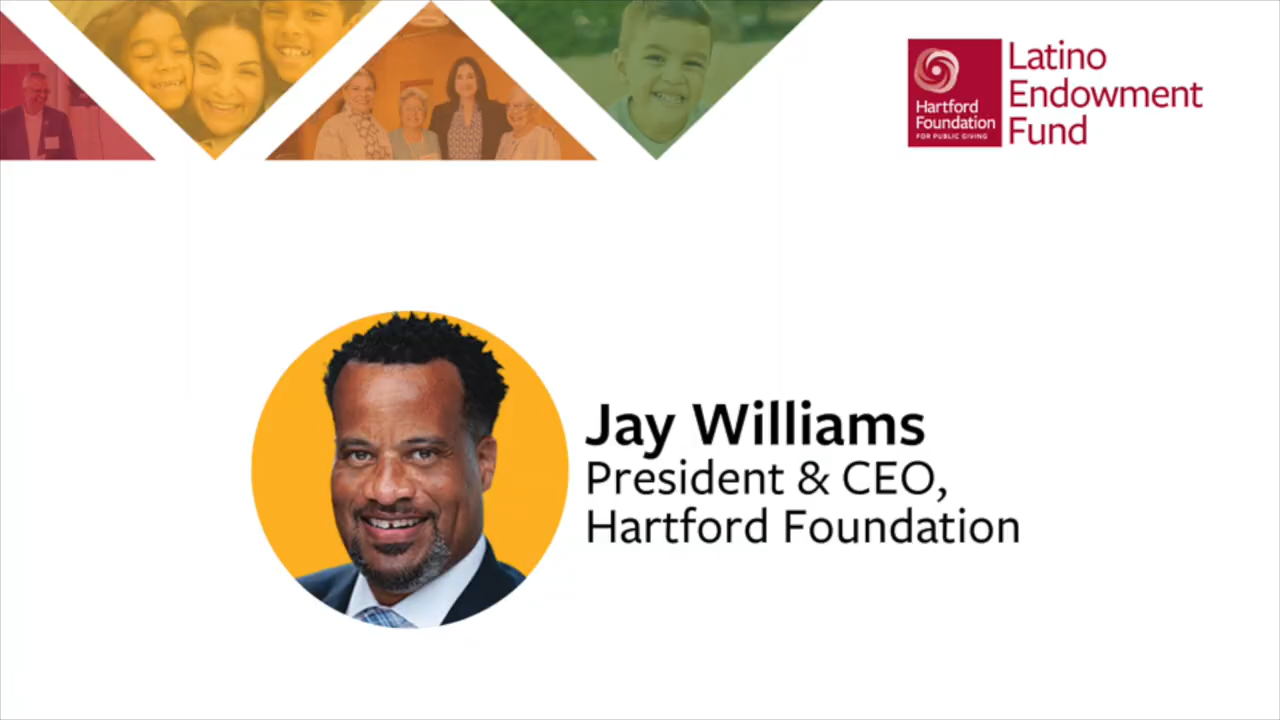 Hartford
Foundation
FOR PUBLIC GIVING
Latino
Endowment
Fund
Jay Williams
President & CEO,
Hartford Foundation